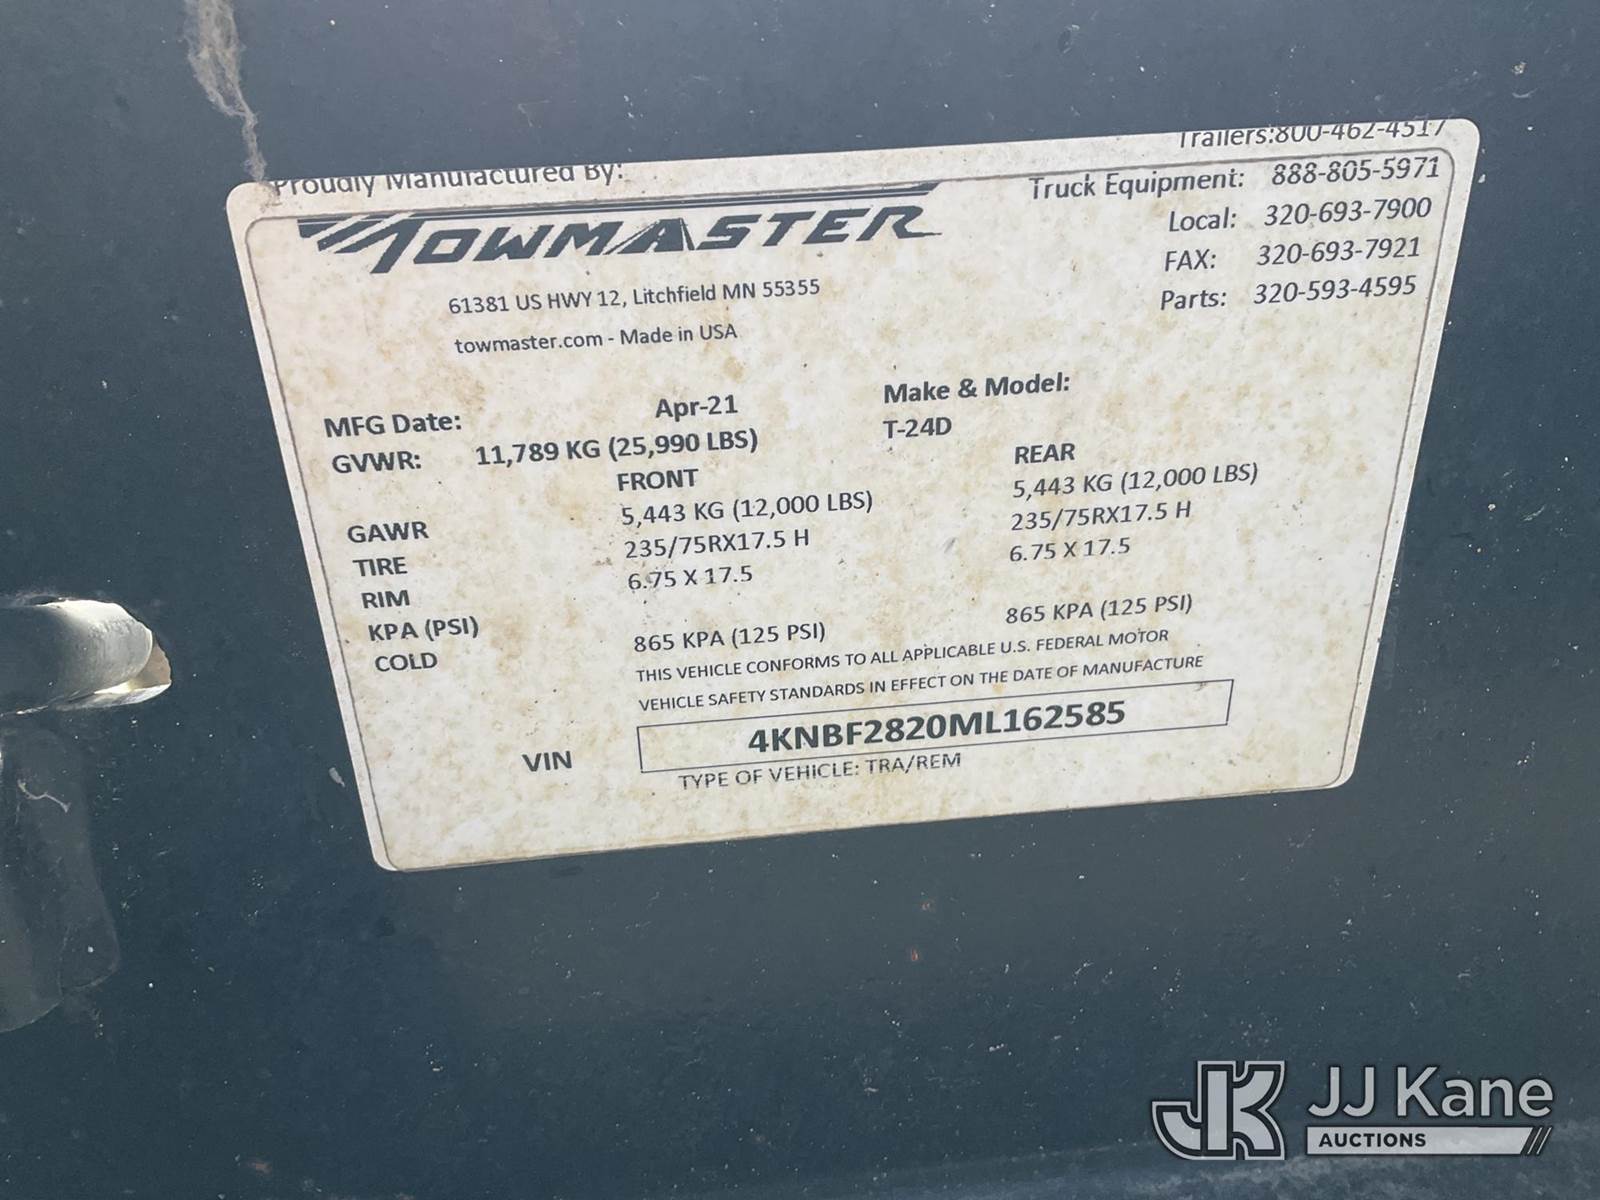 Proudly Manufactured By:
TOWMASTER
61381 US HWY 12, Litchfield MN 55355
towmaster.com - Made in USA
Trailers:800-462-4517
Truck Equipment: 888-805-5971
Local: 320-693-7900
FAX: 320-693-7921
Parts: 320-593-4595
MFG Date: Apr-21
GVWR: 11,789 KG (25,990 LBS)
Make & Model:
T-24D
FRONT REAR
GAWR 5,443 KG (12,000 LBS) 5,443 KG (12,000 LBS)
TIRE 235/75RX17.5 H 235/75RX17.5 H
RIM 6.75 X 17.5 6.75 X 17.5
KPA (PSI)
COLD 865 KPA (125 PSI) 865 KPA (125 PSI)
THIS VEHICLE CONFORMS TO ALL APPLICABLE U.S. FEDERAL MOTOR
VEHICLE SAFETY STANDARDS IN EFFECT ON THE DATE OF MANUFACTURE
VIN 4KNBF2820ML162585
TYPE OF VEHICLE: TRA/REM
JK JJ Kane
AUCTIONS